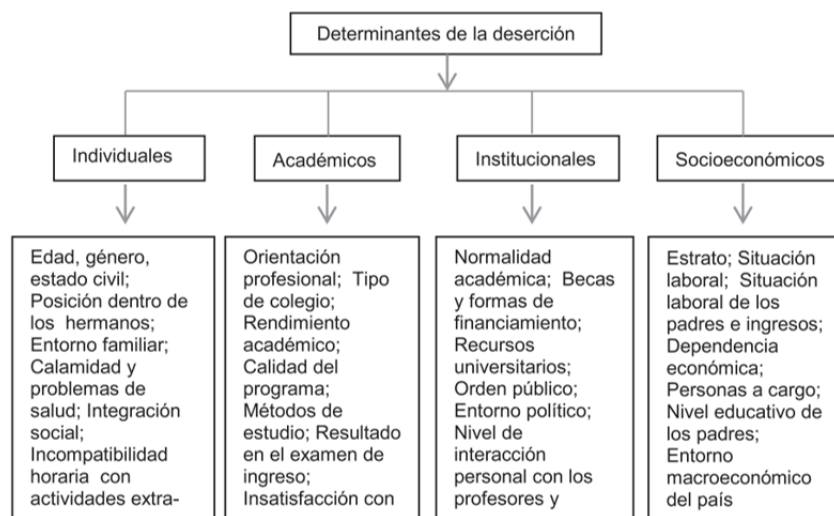 Determinantes de la deserción
Individuales
Académicos
Institucionales
Socioeconómicos
Edad, género,
estado civil;
Posición dentro de
los hermanos;
Entorno familiar;
Calamidad y
problemas de
salud; Integración
social;
Incompatibilidad
horaria con
actividades extra-
Orientación
profesional; Tipo
de colegio;
Rendimiento
académico;
Calidad del
programa;
Métodos de
estudio; Resultado
en el examen de
ingreso;
Insatisfacción con
Normalidad
académica; Becas
y formas de
financiamiento;
Recursos
universitarios;
Orden público;
Entorno político;
Nivel de
interacción
personal con los
profesores y
Estrato; Situación
laboral; Situación
laboral de los
padres e ingresos;
Dependencia
económica;
Personas a cargo;
Nivel educativo de
los padres;
Entorno
macroeconómico
del país